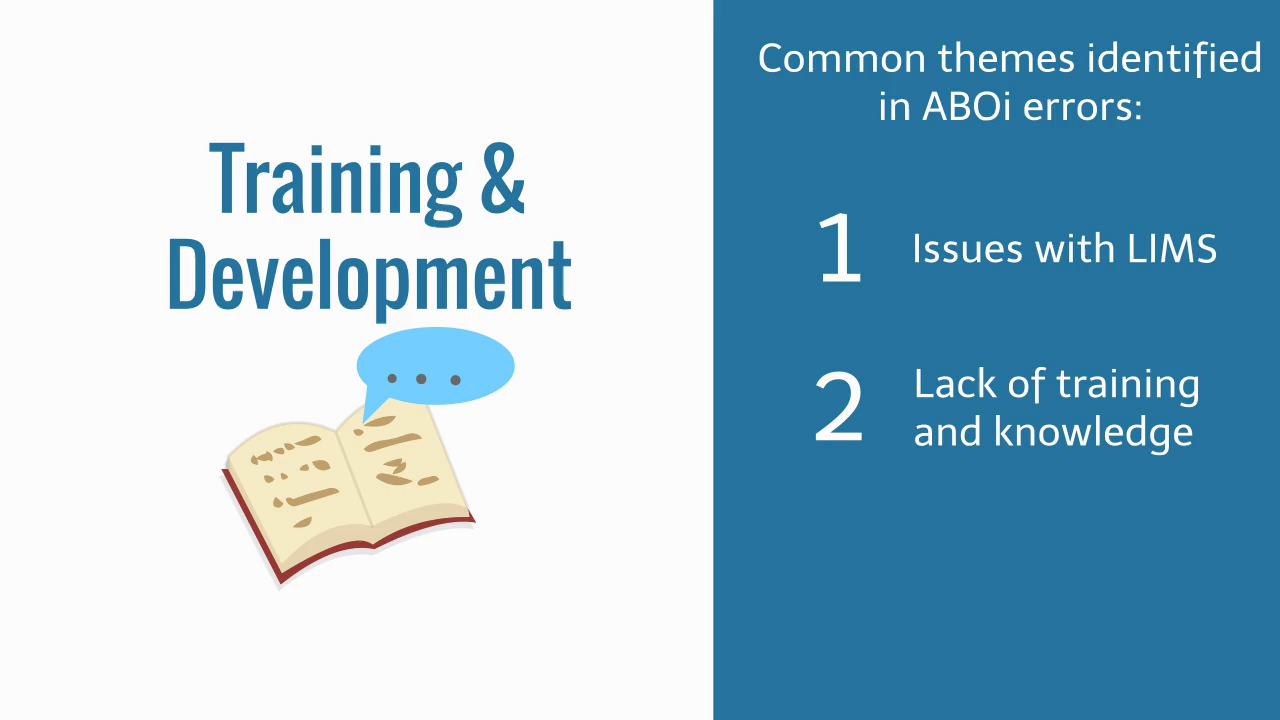 Training &
Development
Common themes identified
in ABOi errors:
1
Issues with LIMS
2
Lack of training
and knowledge